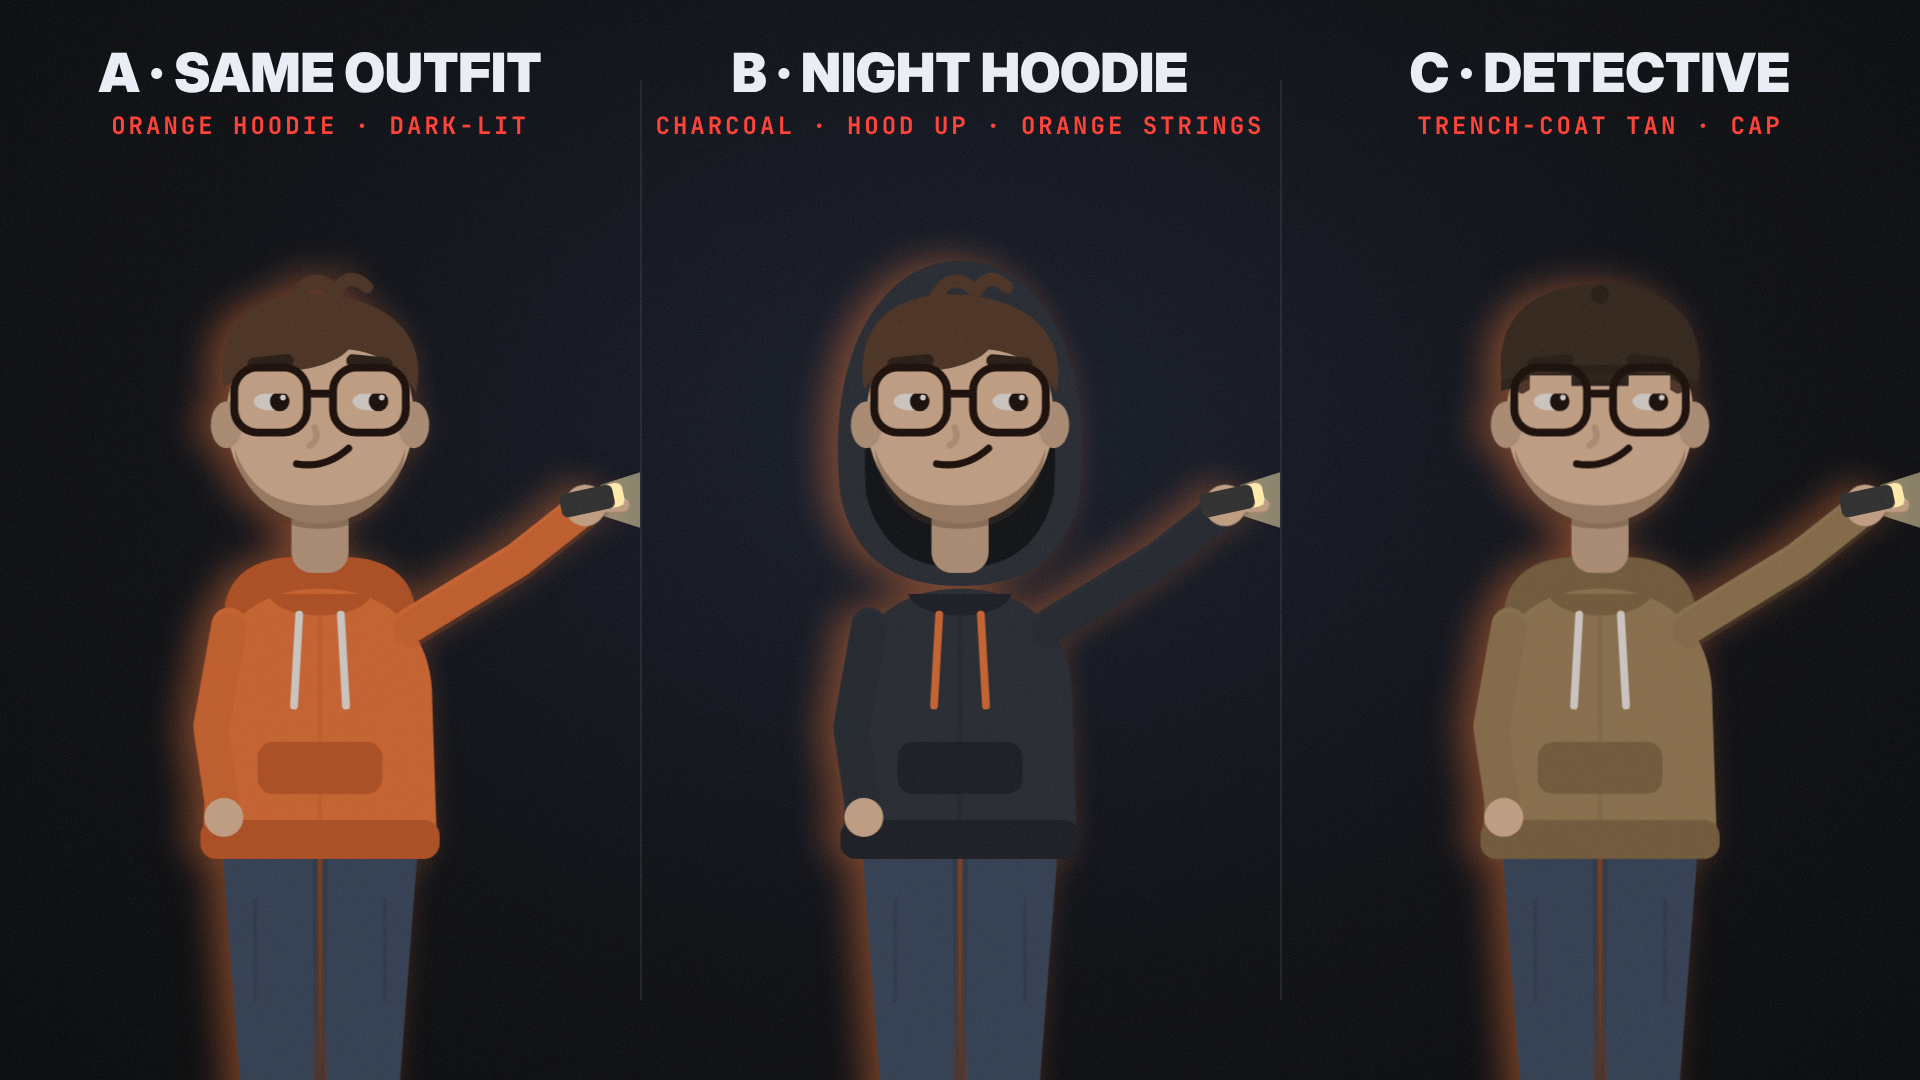 A · SAME OUTFIT
ORANGE HOODIE · DARK-LIT
B · NIGHT HOODIE
CHARCOAL · HOOD UP · ORANGE STRINGS
C · DETECTIVE
TRENCH-COAT TAN · CAP